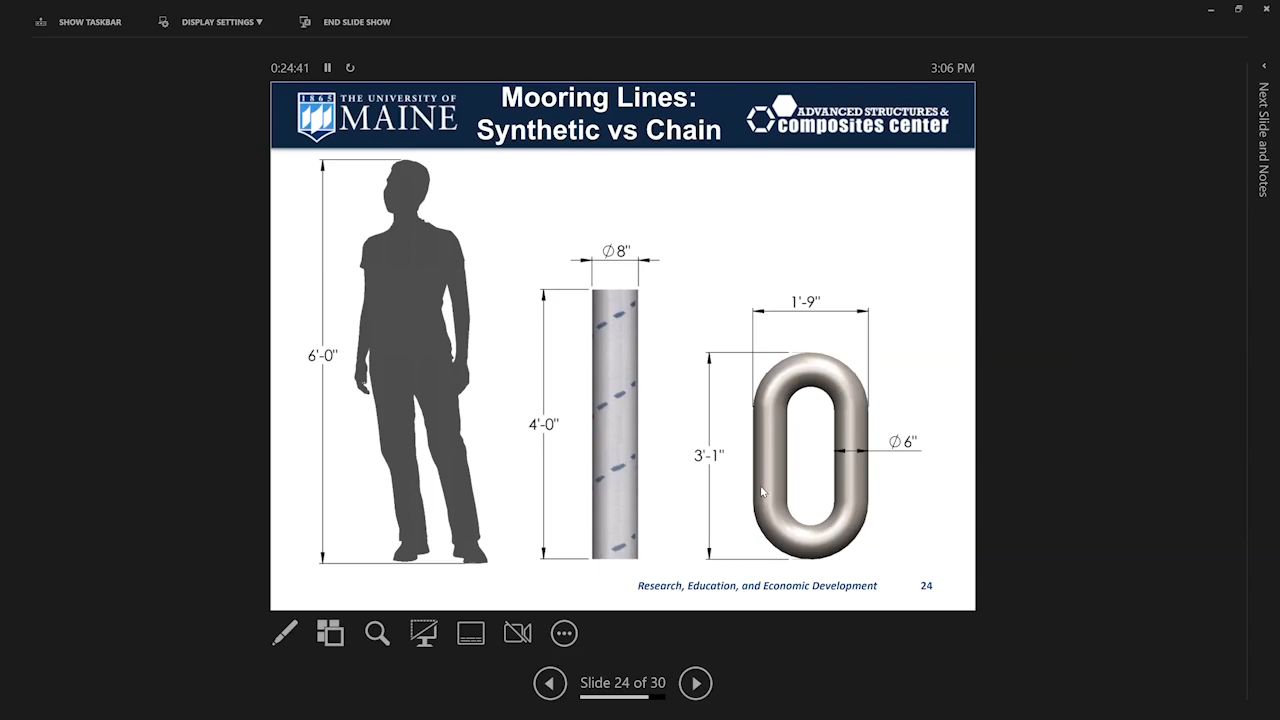 SHOW TASKBAR
DISPLAY SETTINGS ▼
END SLIDE SHOW
0:24:41
3:06 PM
Next Slide and Notes
1865
THE UNIVERSITY OF
MAINE
Mooring Lines:
Synthetic vs Chain
ADVANCED STRUCTURES &
composites center
6'-0"
∅8"
4'-0"
1'-9"
3'-1"
∅6"
Research, Education, and Economic Development
24
Slide 24 of 30